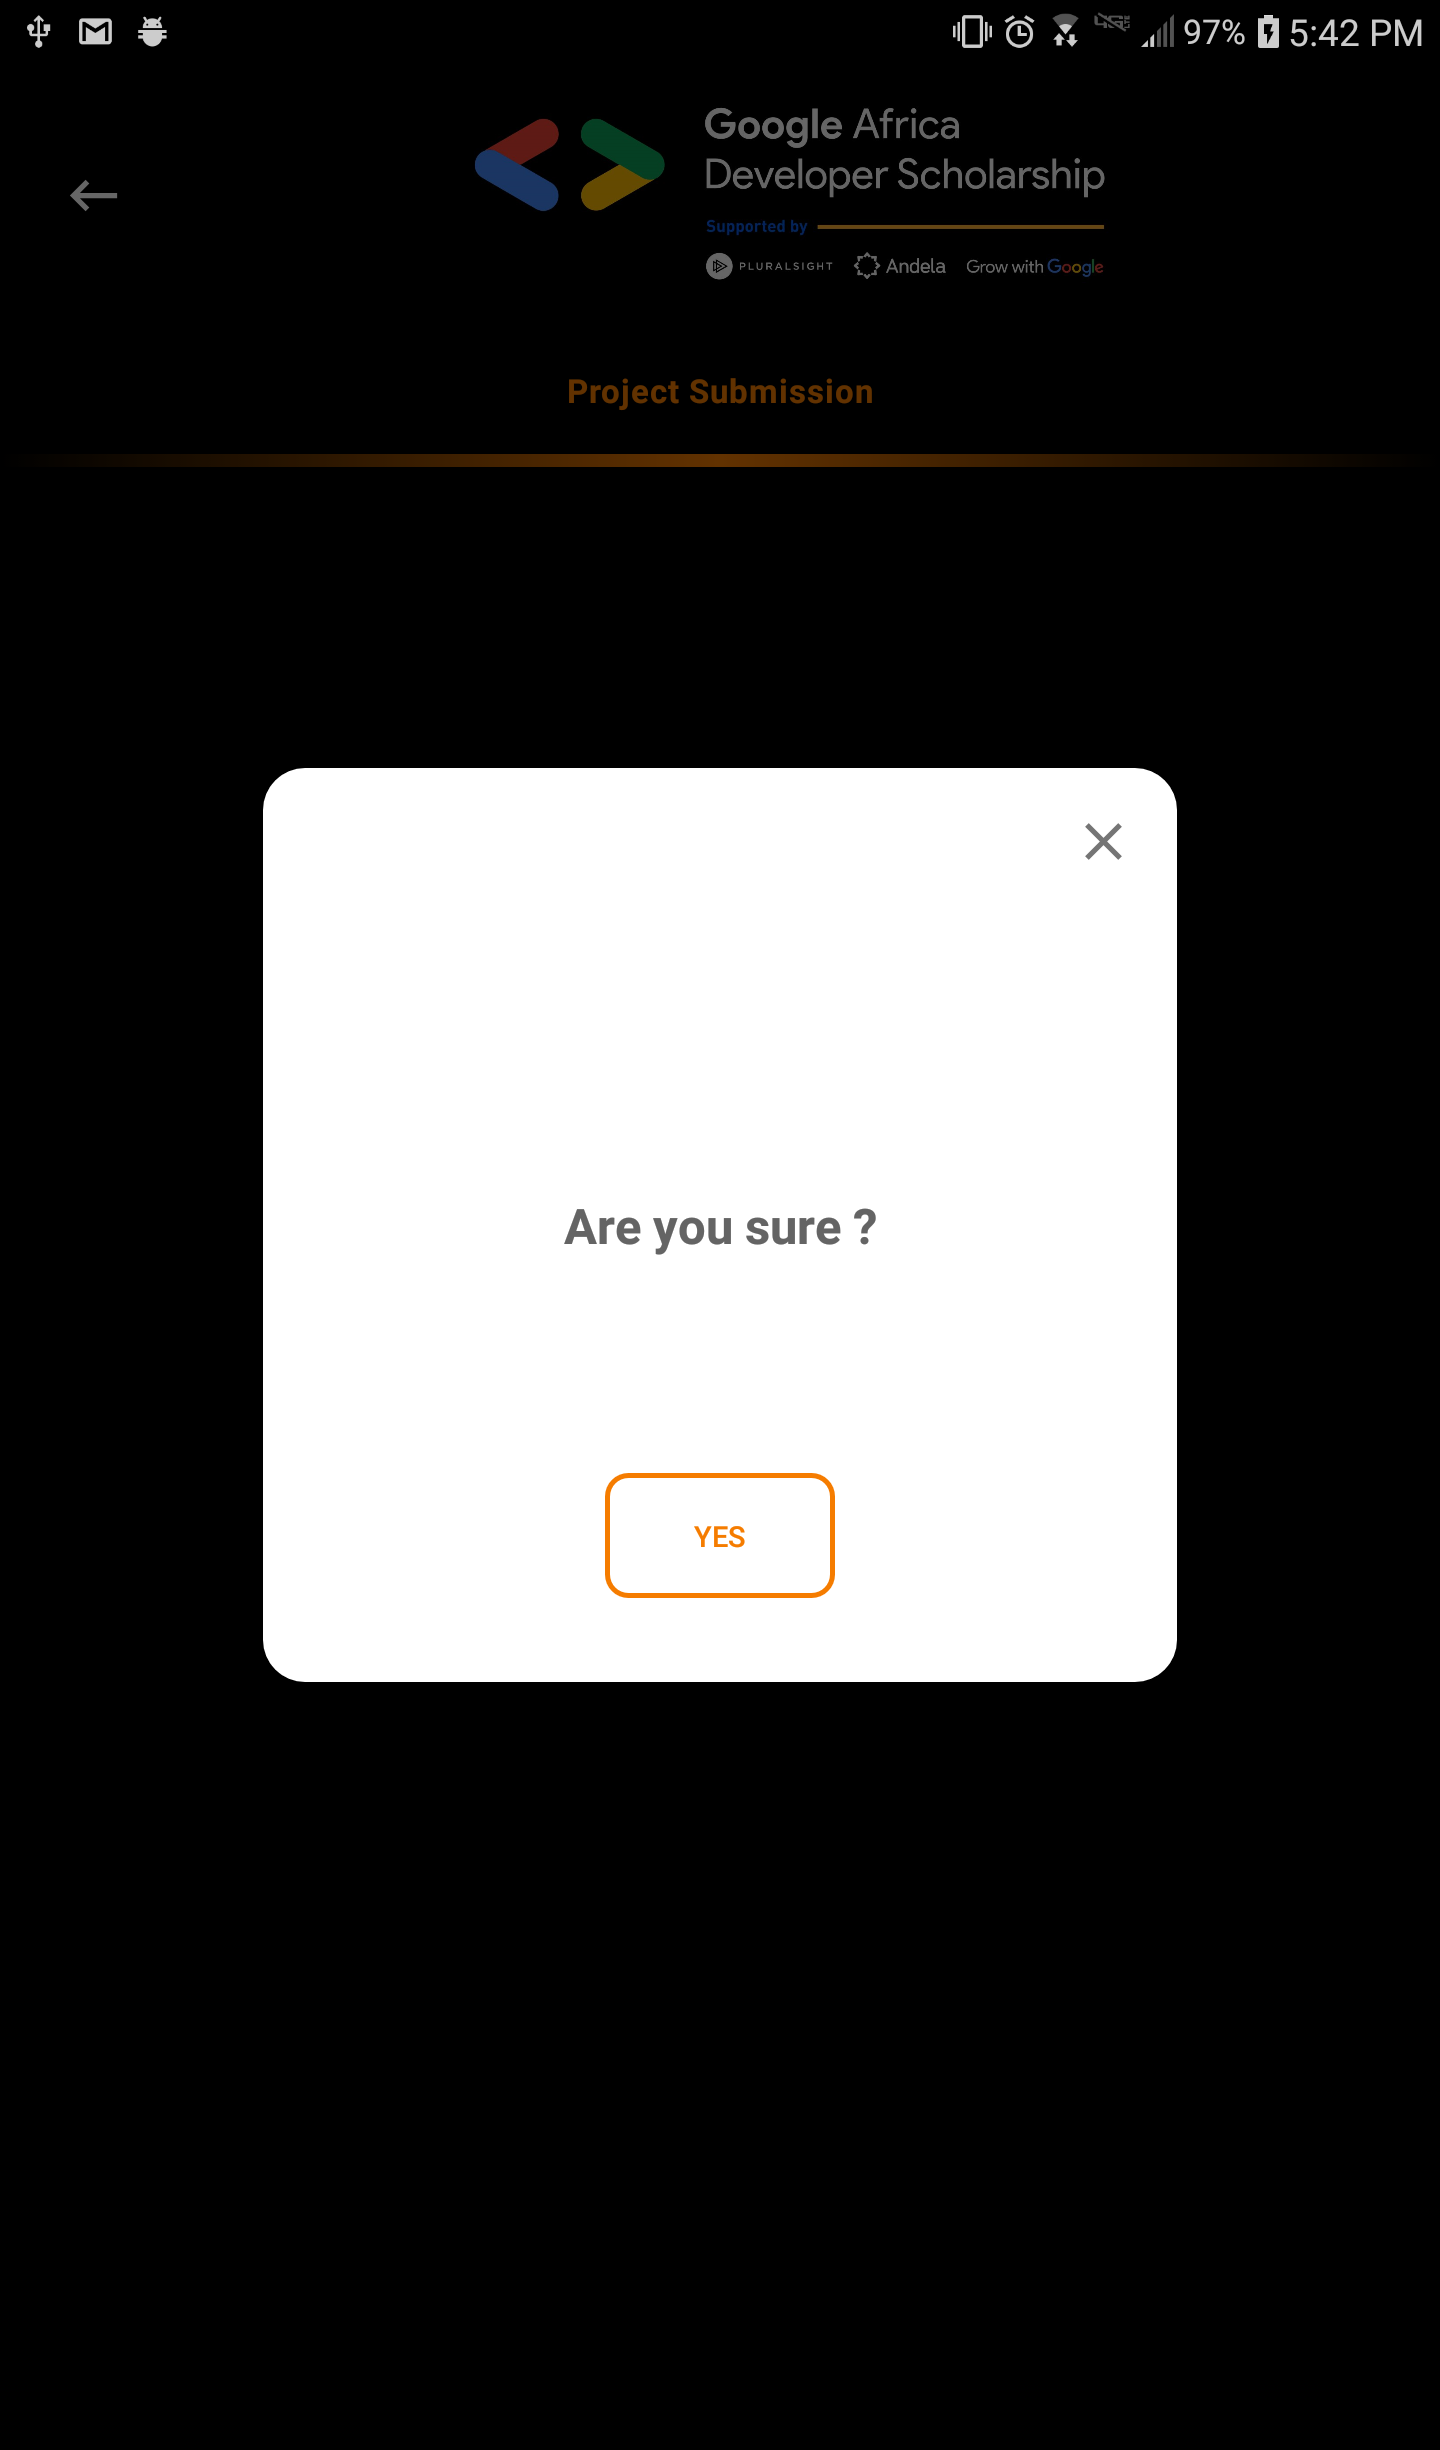 97% 5:42 PM
Google Africa
Developer Scholarship
Supported by
PLURALSIGHT Andela Grow with Google
Project Submission
Are you sure ?
YES